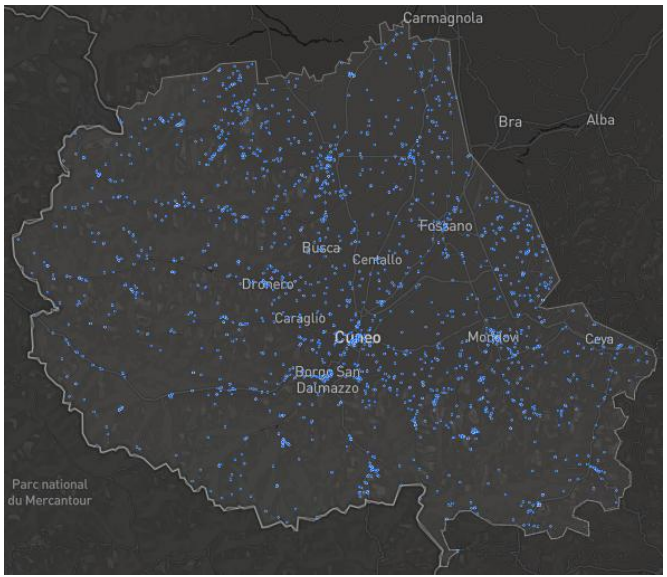 Carmagnola
Bra
Alba
Fossano
Busca
Centallo
Dronero
Caraglio
Cuneo
Mondovì
Ceva
Borgo San
Dalmazzo
Parc national
du Mercantour